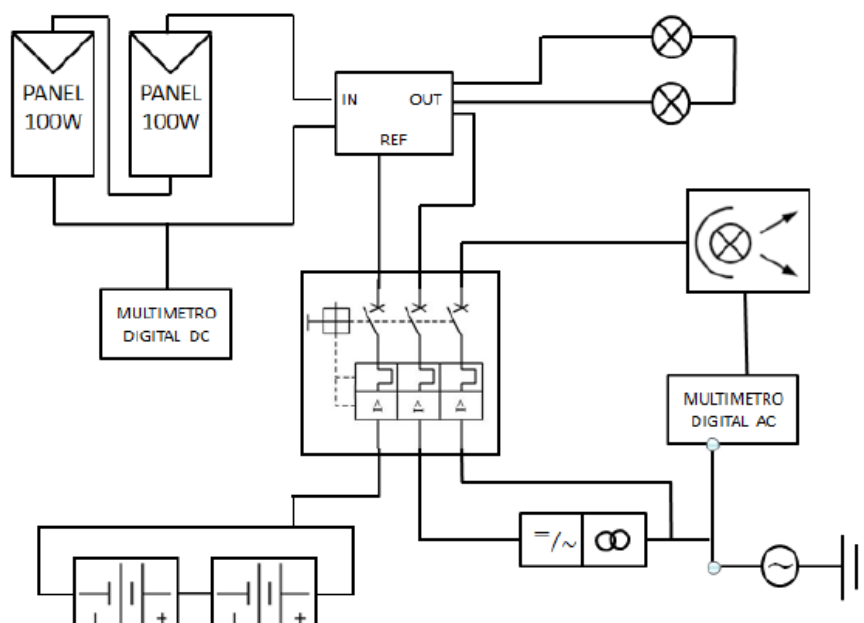 PANEL
100W
PANEL
100W
IN
OUT
REF
MULTIMETRO
DIGITAL DC
MULTIMETRO
DIGITAL AC